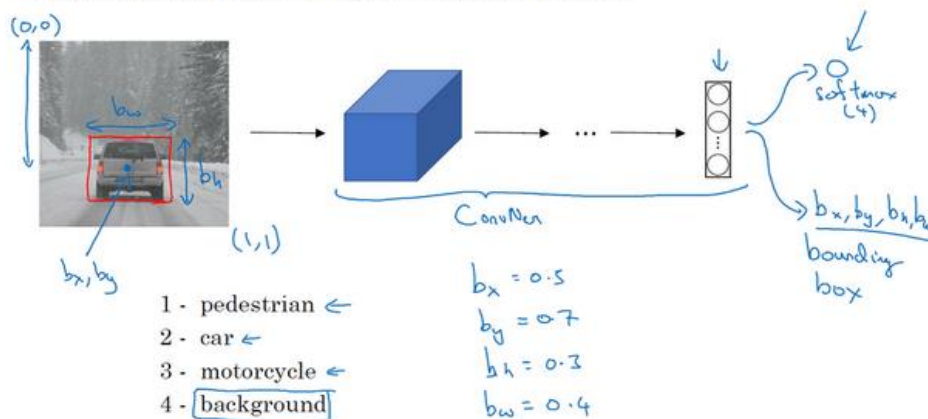 (0,0)
bw
bh
bx, by
(1,1)
...
ConvNet
softmax
(4)
bx, by, bh, bw
bounding
box
1 - pedestrian
2 - car
3 - motorcycle
4 - background
bx = 0.5
by = 0.7
bh = 0.3
bw = 0.4